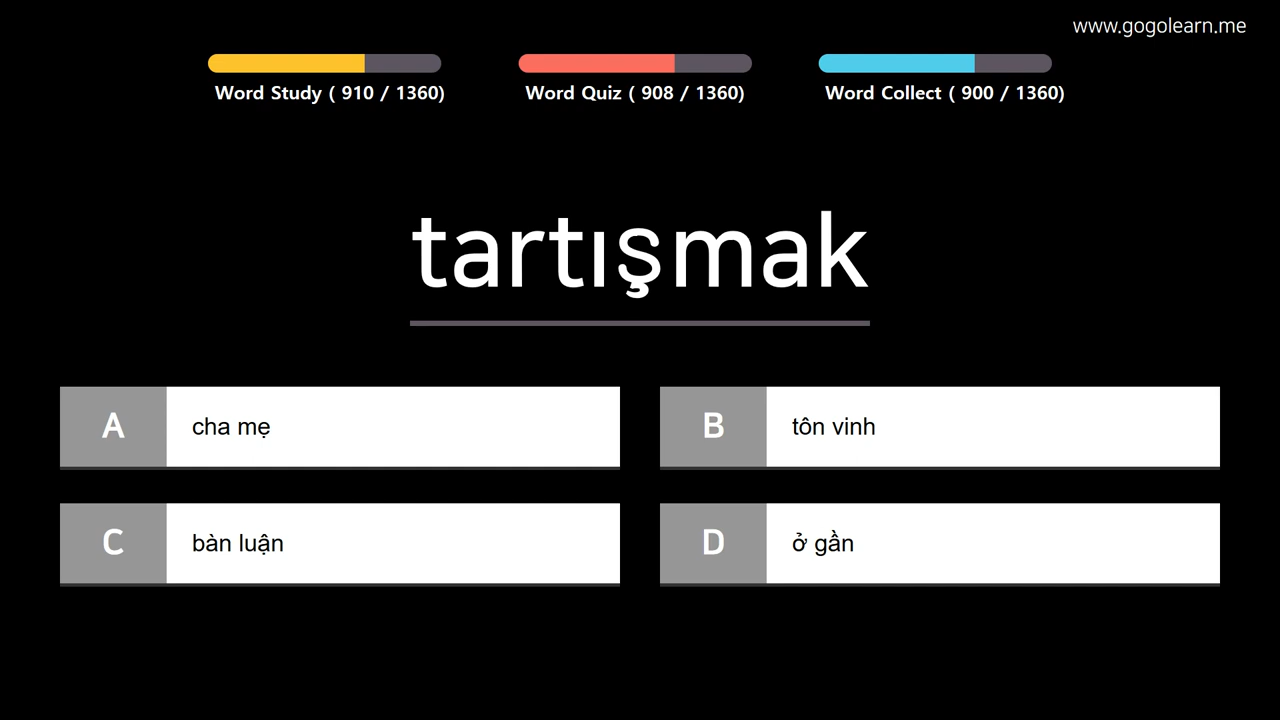 www.gogolearn.me
Word Study ( 910 / 1360)
Word Quiz ( 908 / 1360)
Word Collect ( 900 / 1360)
tartışmak
A cha mẹ
B tôn vinh
C bàn luận
D ở gần